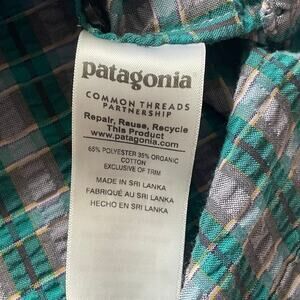 patagonia
COMMON THREADS
PARTNERSHIP
Repair, Reuse, Recycle
This Product
www.patagonia.com
65% POLYESTER 35% ORGANIC
COTTON
EXCLUSIVE OF TRIM
MADE IN SRI LANKA
FABRIQUÉ AU SRI LANKA
HECHO EN SRI LANKA